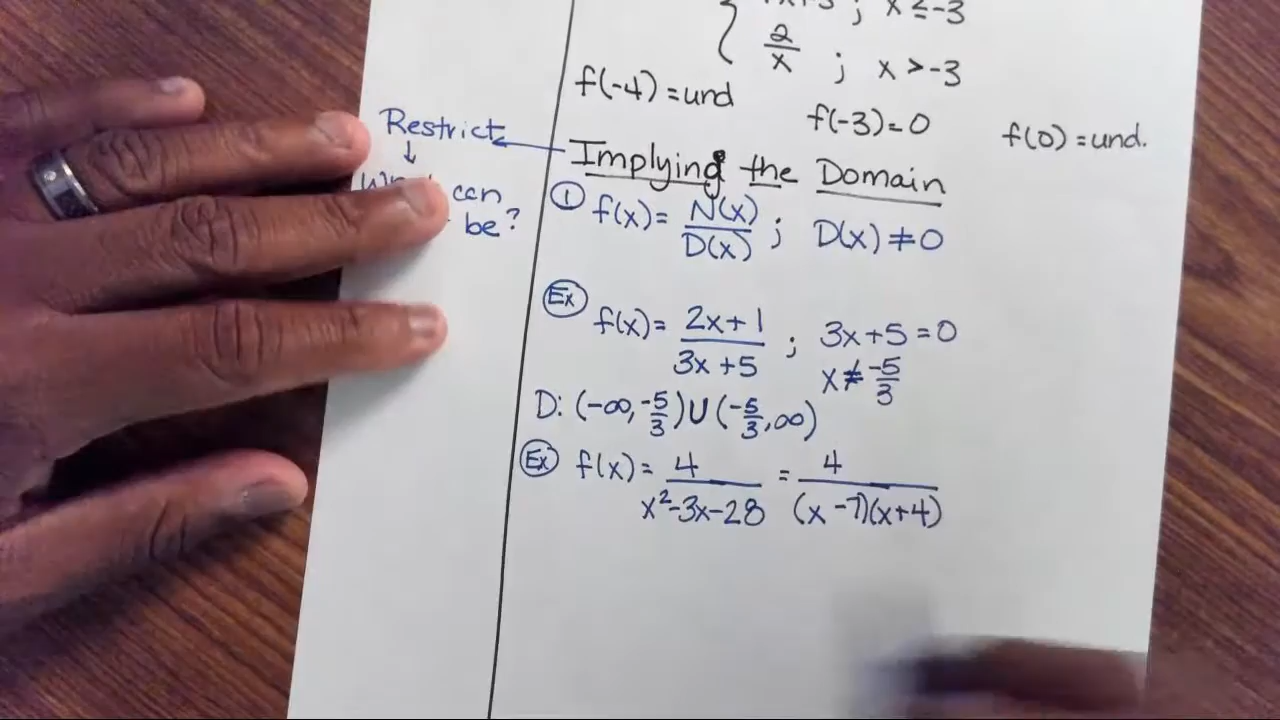 ; x ≤ -3
2/x ; x > -3
f(-4) = und
f(-3) = 0
f(0) = und.
Restrict
↓
can
be?
Implying the Domain
① f(x) = N(x)/D(x) ; D(x) ≠ 0
Ex f(x) = (2x+1)/(3x+5) ; 3x+5 = 0
x ≠ -5/3
D: (-∞, -5/3) ∪ (-5/3, ∞)
Ex f(x) = 4/(x²-3x-28) = 4/((x-7)(x+4))